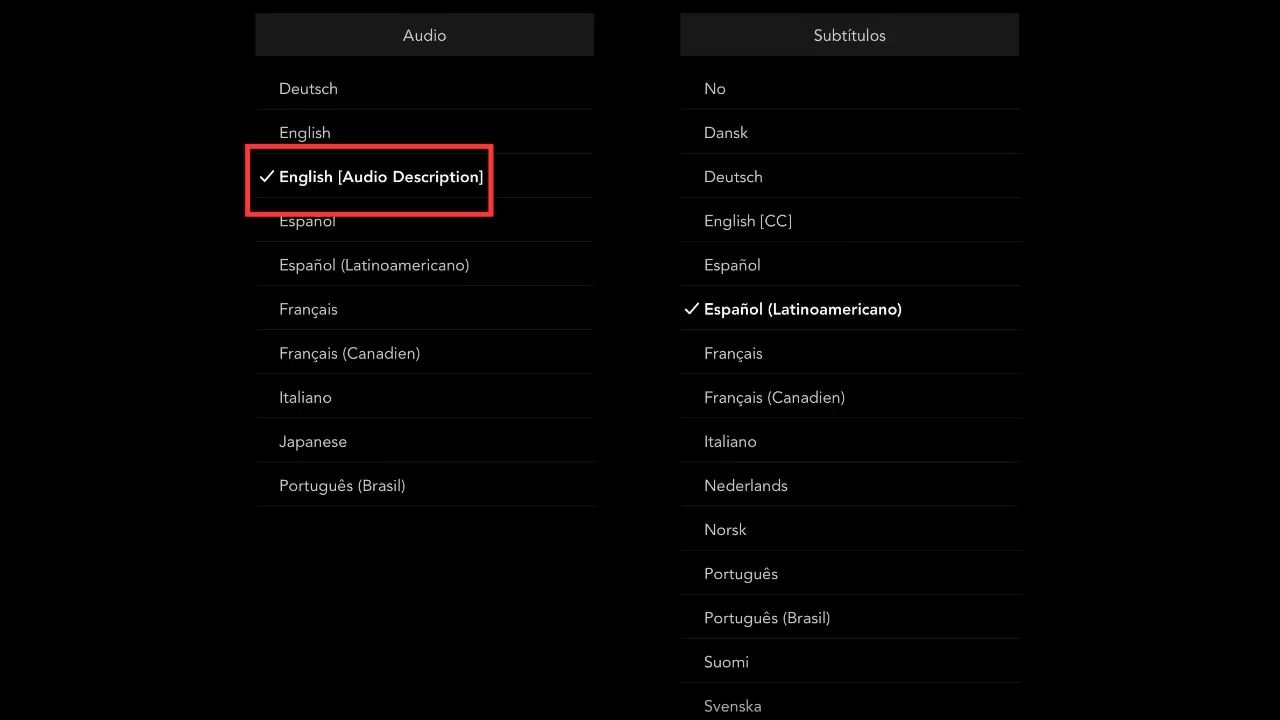 Audio
Deutsch
English
English [Audio Description]
Español
Español (Latinoamericano)
Français
Français (Canadien)
Italiano
Japanese
Português (Brasil)
Subtítulos
No
Dansk
Deutsch
English [CC]
Español
Español (Latinoamericano)
Français
Français (Canadien)
Italiano
Nederlands
Norsk
Português
Português (Brasil)
Suomi
Svenska